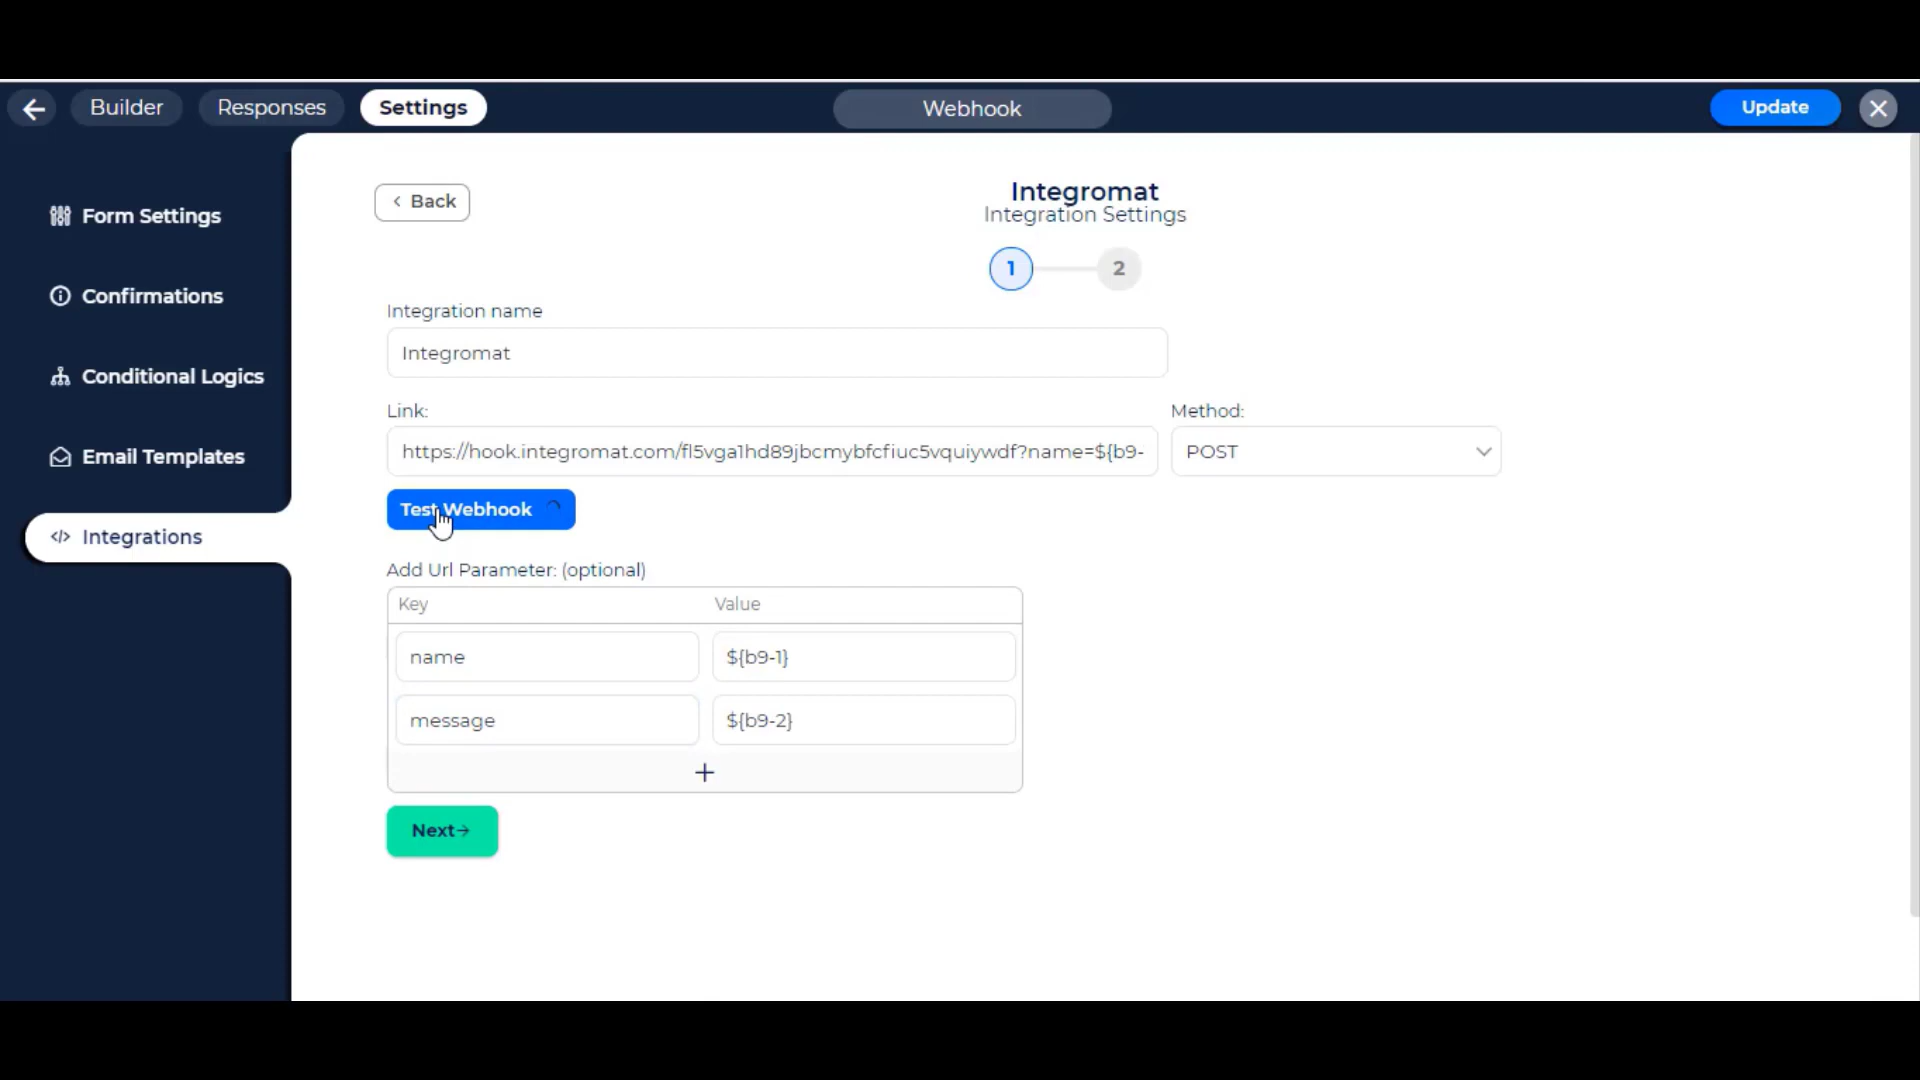 Builder
Responses
Settings
Webhook
Update
Form Settings
Confirmations
Conditional Logics
Email Templates
Integrations
Back
Integromat
Integration Settings
1
2
Integration name
Integromat
Link:
Method:
https://hook.integromat.com/fl5vga1hd89jbcmybfcfiuc5vquiywdf?name=${b9-
POST
Test Webhook
Add Url Parameter: (optional)
Key
Value
name
${b9-1}
message
${b9-2}
+
Next→